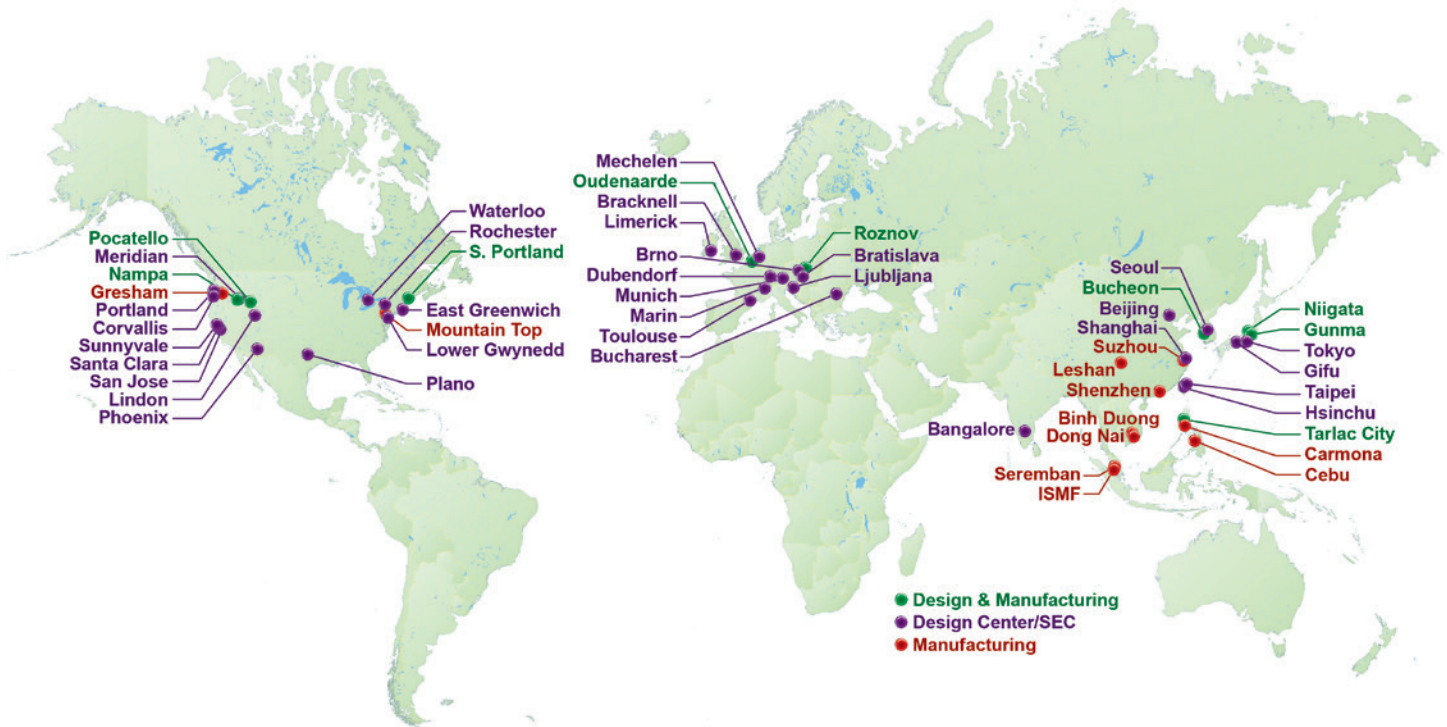 Pocatello
Meridian
Nampa
Gresham
Portland
Corvallis
Sunnyvale
Santa Clara
San Jose
Lindon
Phoenix
Waterloo
Rochester
S. Portland
East Greenwich
Mountain Top
Lower Gwynedd
Plano
Mechelen
Oudenaarde
Bracknell
Limerick
Brno
Dubendorf
Munich
Marin
Toulouse
Bucharest
Roznov
Bratislava
Ljubljana
Seoul
Bucheon
Beijing
Shanghai
Suzhou
Leshan
Shenzhen
Bangalore
Binh Duong
Dong Nai
Seremban
ISMF
Niigata
Gunma
Tokyo
Gifu
Taipei
Hsinchu
Tarlac City
Carmona
Cebu
Design & Manufacturing
Design Center/SEC
Manufacturing